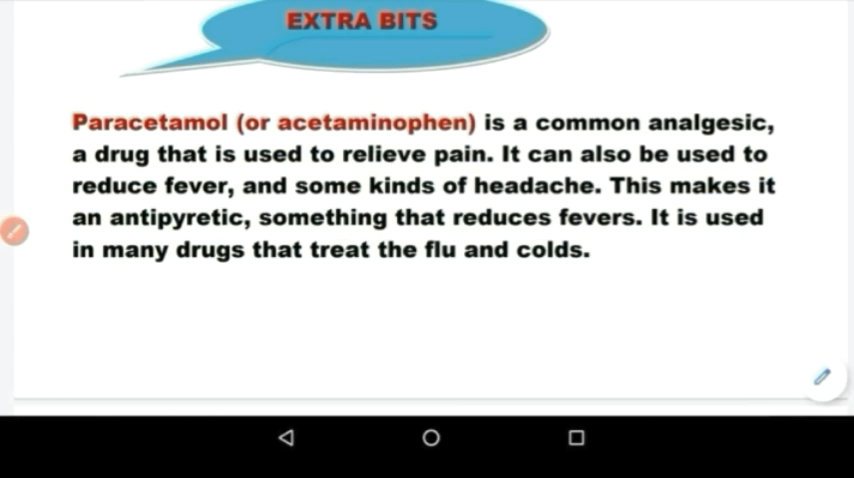 EXTRA BITS
Paracetamol (or acetaminophen) is a common analgesic,
a drug that is used to relieve pain. It can also be used to
reduce fever, and some kinds of headache. This makes it
an antipyretic, something that reduces fevers. It is used
in many drugs that treat the flu and colds.